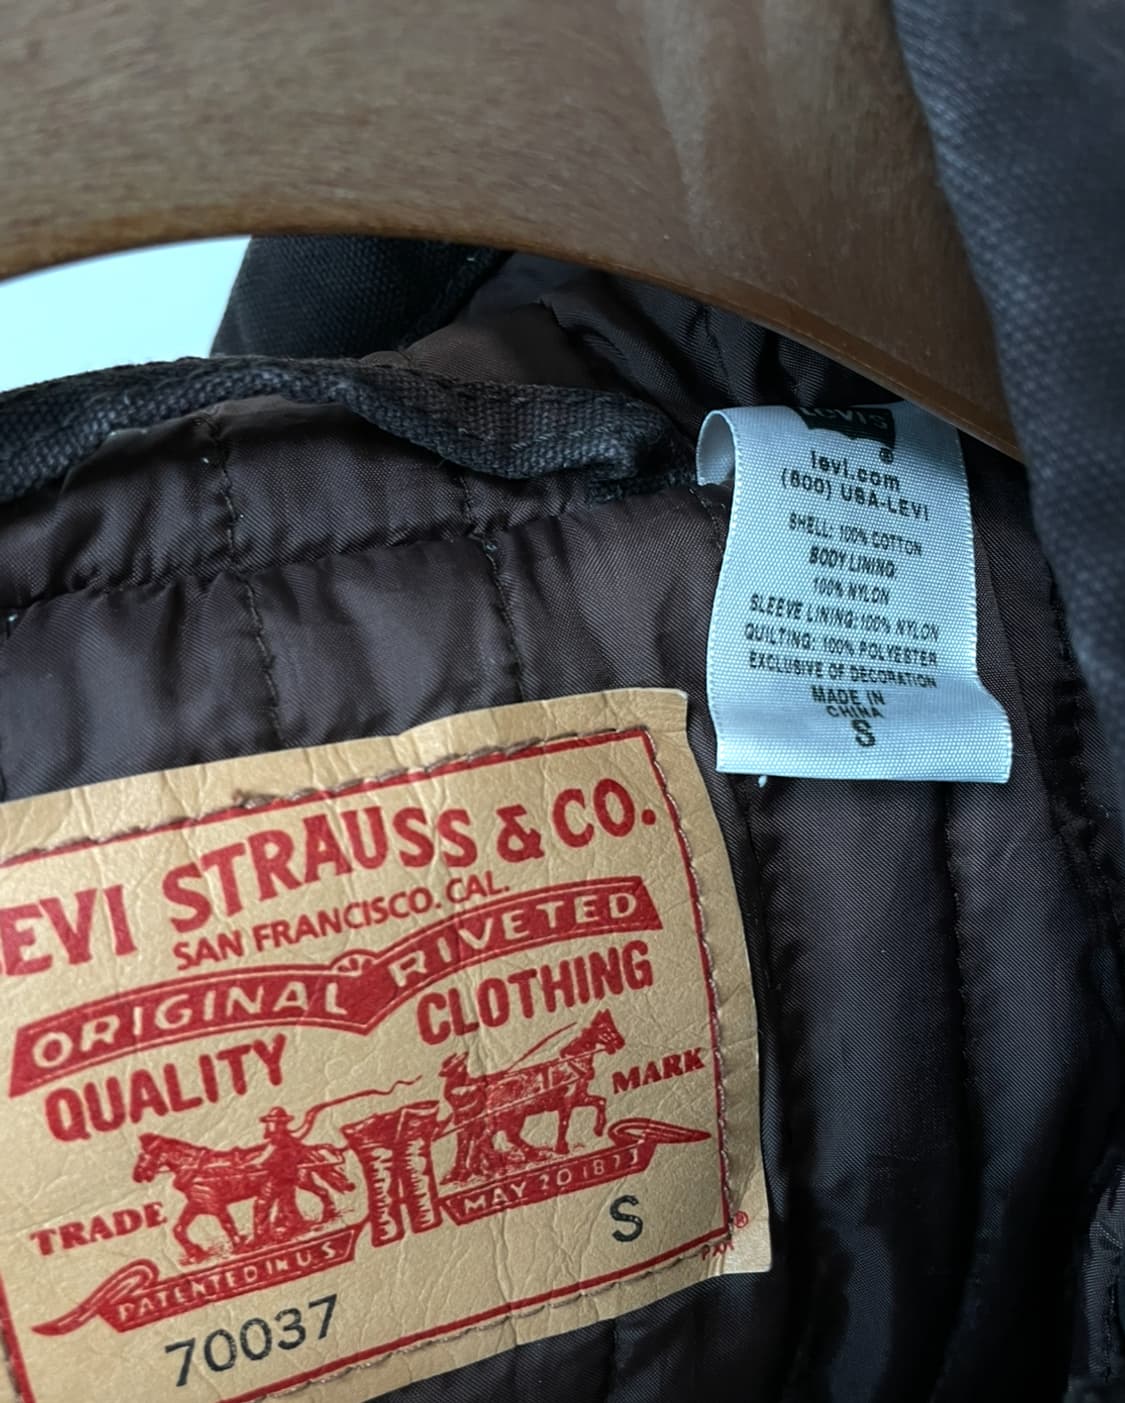 LEVI'S
®
levi.com
(800) USA-LEVI
SHELL: 100% COTTON
BODY LINING
100% NYLON
SLEEVE LINING: 100% NYLON
QUILTING: 100% POLYESTER
EXCLUSIVE OF DECORATION
MADE IN
CHINA
S
EVI STRAUSS & CO.
SAN FRANCISCO. CAL.
ORIGINAL RIVETED
QUALITY CLOTHING
TRADE MARK
PATENTED IN U.S. MAY 20 1873
S
®
70037